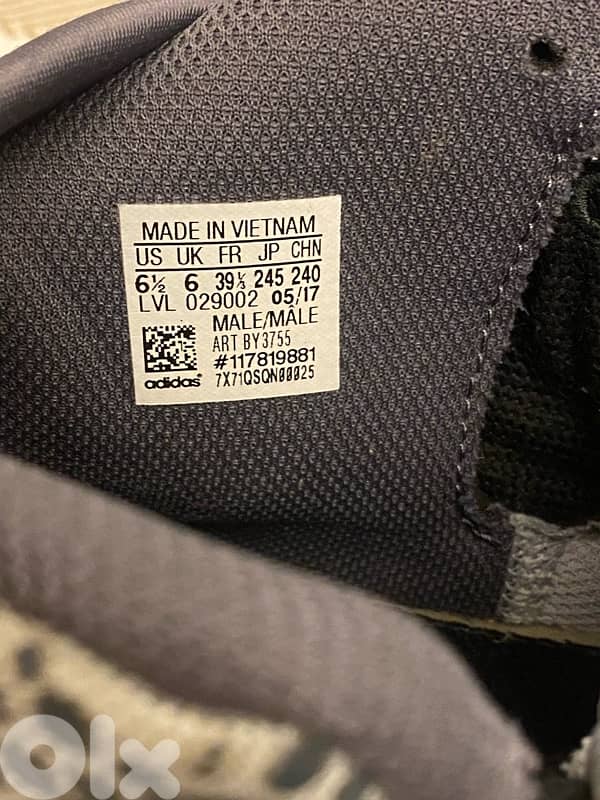 MADE IN VIETNAM
US UK FR JP CHN
6½ 6 39⅓ 245 240
LVL 029002 05/17
MALE/MÂLE
ART BY3755
#117819881
adidas 7X71QSQN00025
Olx